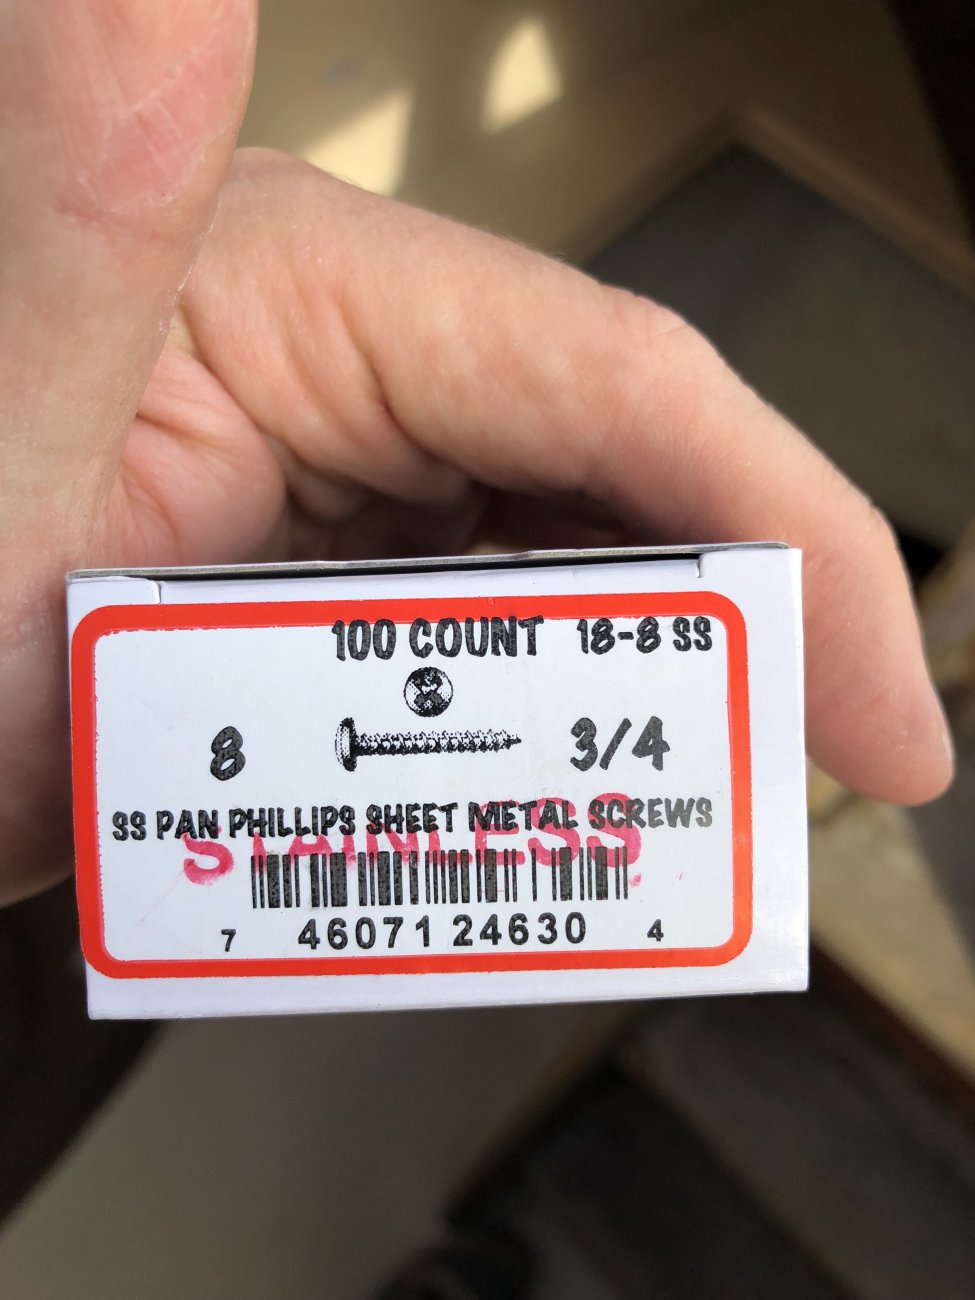 100 COUNT 18-8 SS
8 3/4
SS PAN PHILLIPS SHEET METAL SCREWS
STAINLESS
7 46071 24630 4